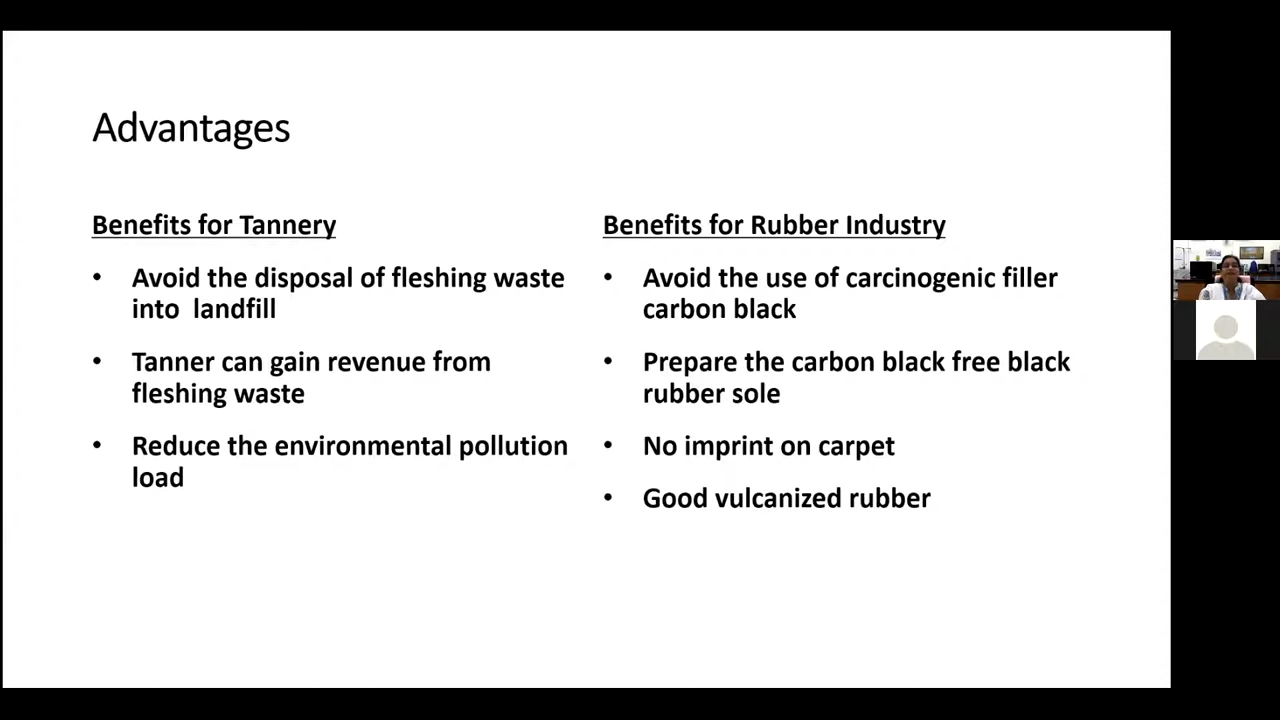 Advantages
Benefits for Tannery
• Avoid the disposal of fleshing waste
into landfill
• Tanner can gain revenue from
fleshing waste
• Reduce the environmental pollution
load
Benefits for Rubber Industry
• Avoid the use of carcinogenic filler
carbon black
• Prepare the carbon black free black
rubber sole
• No imprint on carpet
• Good vulcanized rubber